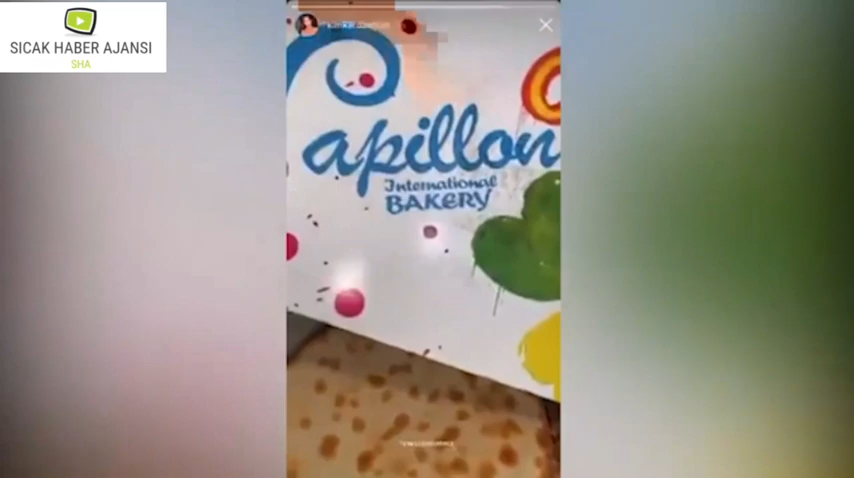 SICAK HABER AJANSI
SHA
apillon
International
BAKERY